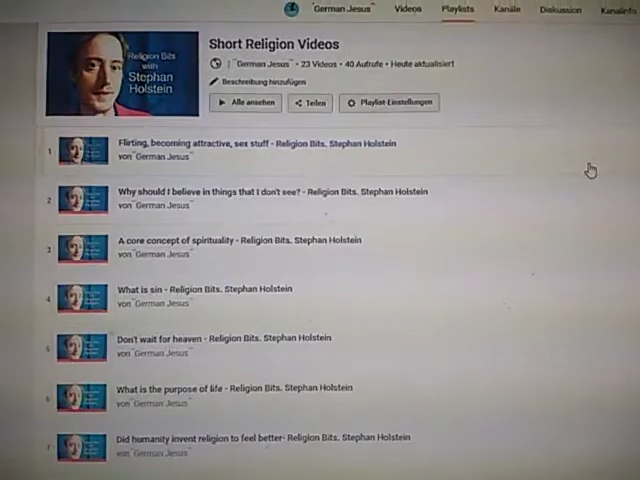 "German Jesus" Videos Playlists Kanäle Diskussion Kanalinfo
Religion Bits
with
Stephan
Holstein
Short Religion Videos
"German Jesus" • 23 Videos • 40 Aufrufe • Heute aktualisiert
Beschreibung hinzufügen
Alle ansehen Teilen Playlist-Einstellungen
1 Flirting, becoming attractive, sex stuff - Religion Bits. Stephan Holstein
von "German Jesus"
2 Why should I believe in things that I don't see? - Religion Bits. Stephan Holstein
von "German Jesus"
3 A core concept of spirituality - Religion Bits. Stephan Holstein
von "German Jesus"
4 What is sin - Religion Bits. Stephan Holstein
von "German Jesus"
5 Don't wait for heaven - Religion Bits. Stephan Holstein
von "German Jesus"
6 What is the purpose of life - Religion Bits. Stephan Holstein
von "German Jesus"
7 Did humanity invent religion to feel better- Religion Bits. Stephan Holstein
von "German Jesus"